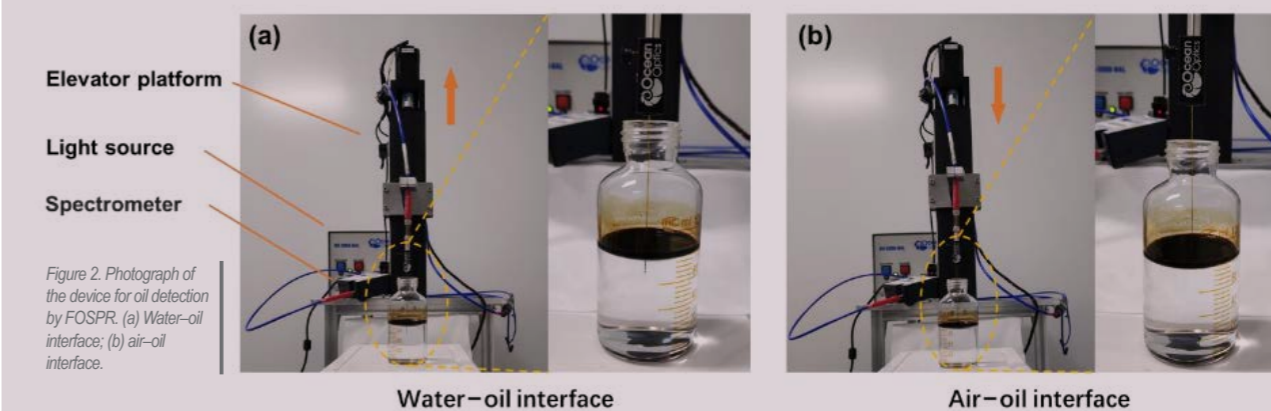 (a)
(b)
Elevator platform
Light source
Spectrometer
Figure 2. Photograph of
the device for oil detection
by FOSPR. (a) Water–oil
interface; (b) air–oil
interface.
Ocean
Optics
Ocean
Optics
Water–oil interface
Air–oil interface